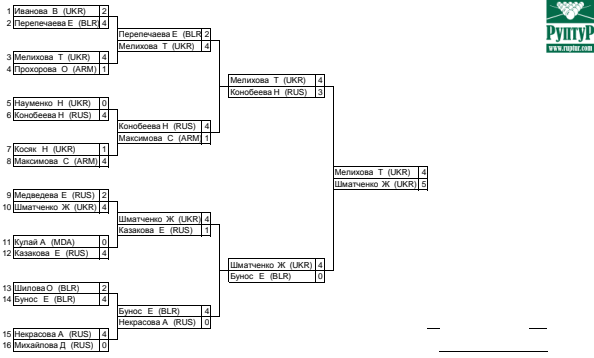 1 Иванова В (UKR) 2
2 Перепечаева Е (BLR) 4
Перепечаева Е (BLR 2
Мелихова Т (UKR) 4
3 Мелихова Т (UKR) 4
4 Прохорова О (ARM) 1
Мелихова Т (UKR) 4
Конобеева Н (RUS) 3
5 Науменко Н (UKR) 0
6 Конобеева Н (RUS) 4
Конобеева Н (RUS) 4
Максимова С (ARM) 1
7 Косяк Н (UKR) 1
8 Максимова С (ARM) 4
Мелихова Т (UKR) 4
Шматченко Ж (UKR) 5
9 Медведева Е (RUS) 2
10 Шматченко Ж (UKR) 4
Шматченко Ж (UKR) 4
Казакова Е (RUS) 1
11 Кулай А (MDA) 0
12 Казакова Е (RUS) 4
Шматченко Ж (UKR) 4
Бунос Е (BLR) 0
13 Шилова О (BLR) 2
14 Бунос Е (BLR) 4
Бунос Е (BLR) 4
Некрасова А (RUS) 0
15 Некрасова А (RUS) 4
16 Михайлова Д (RUS) 0
РуптуР
www.ruptur.com